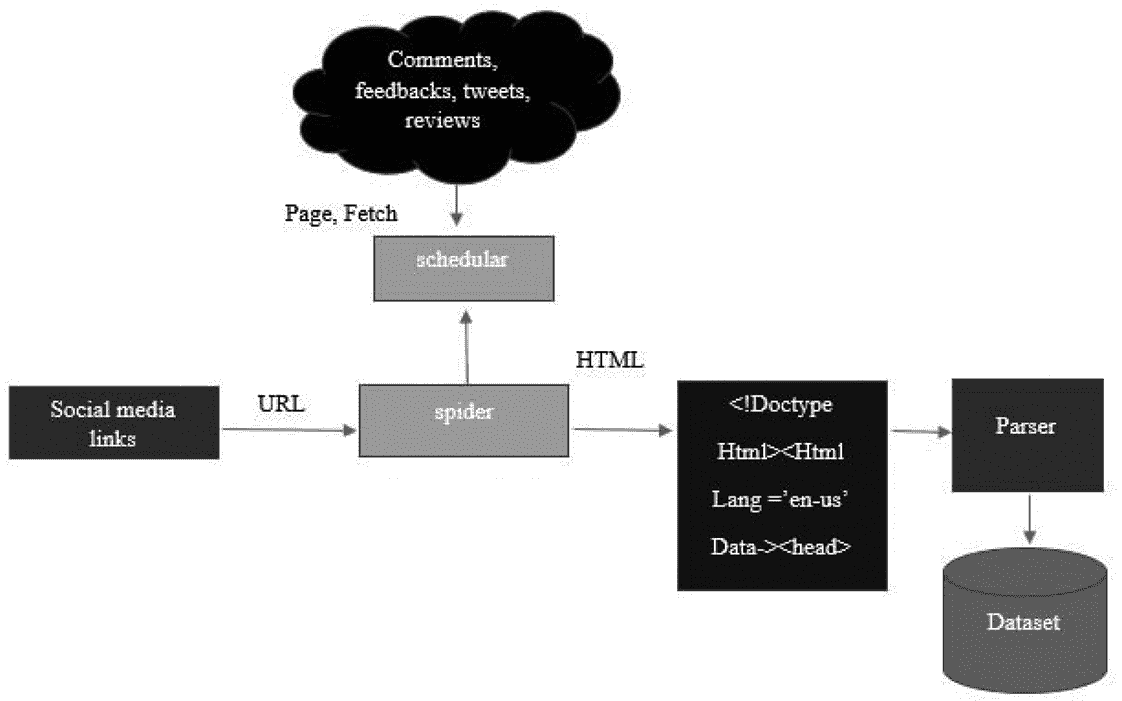 Comments,
feedbacks, tweets,
reviews
Page, Fetch
schedular
HTML
Social media
links
URL
spider
<!Doctype
Html><Html
Lang =’en-us’
Data-><head>
Parser
Dataset